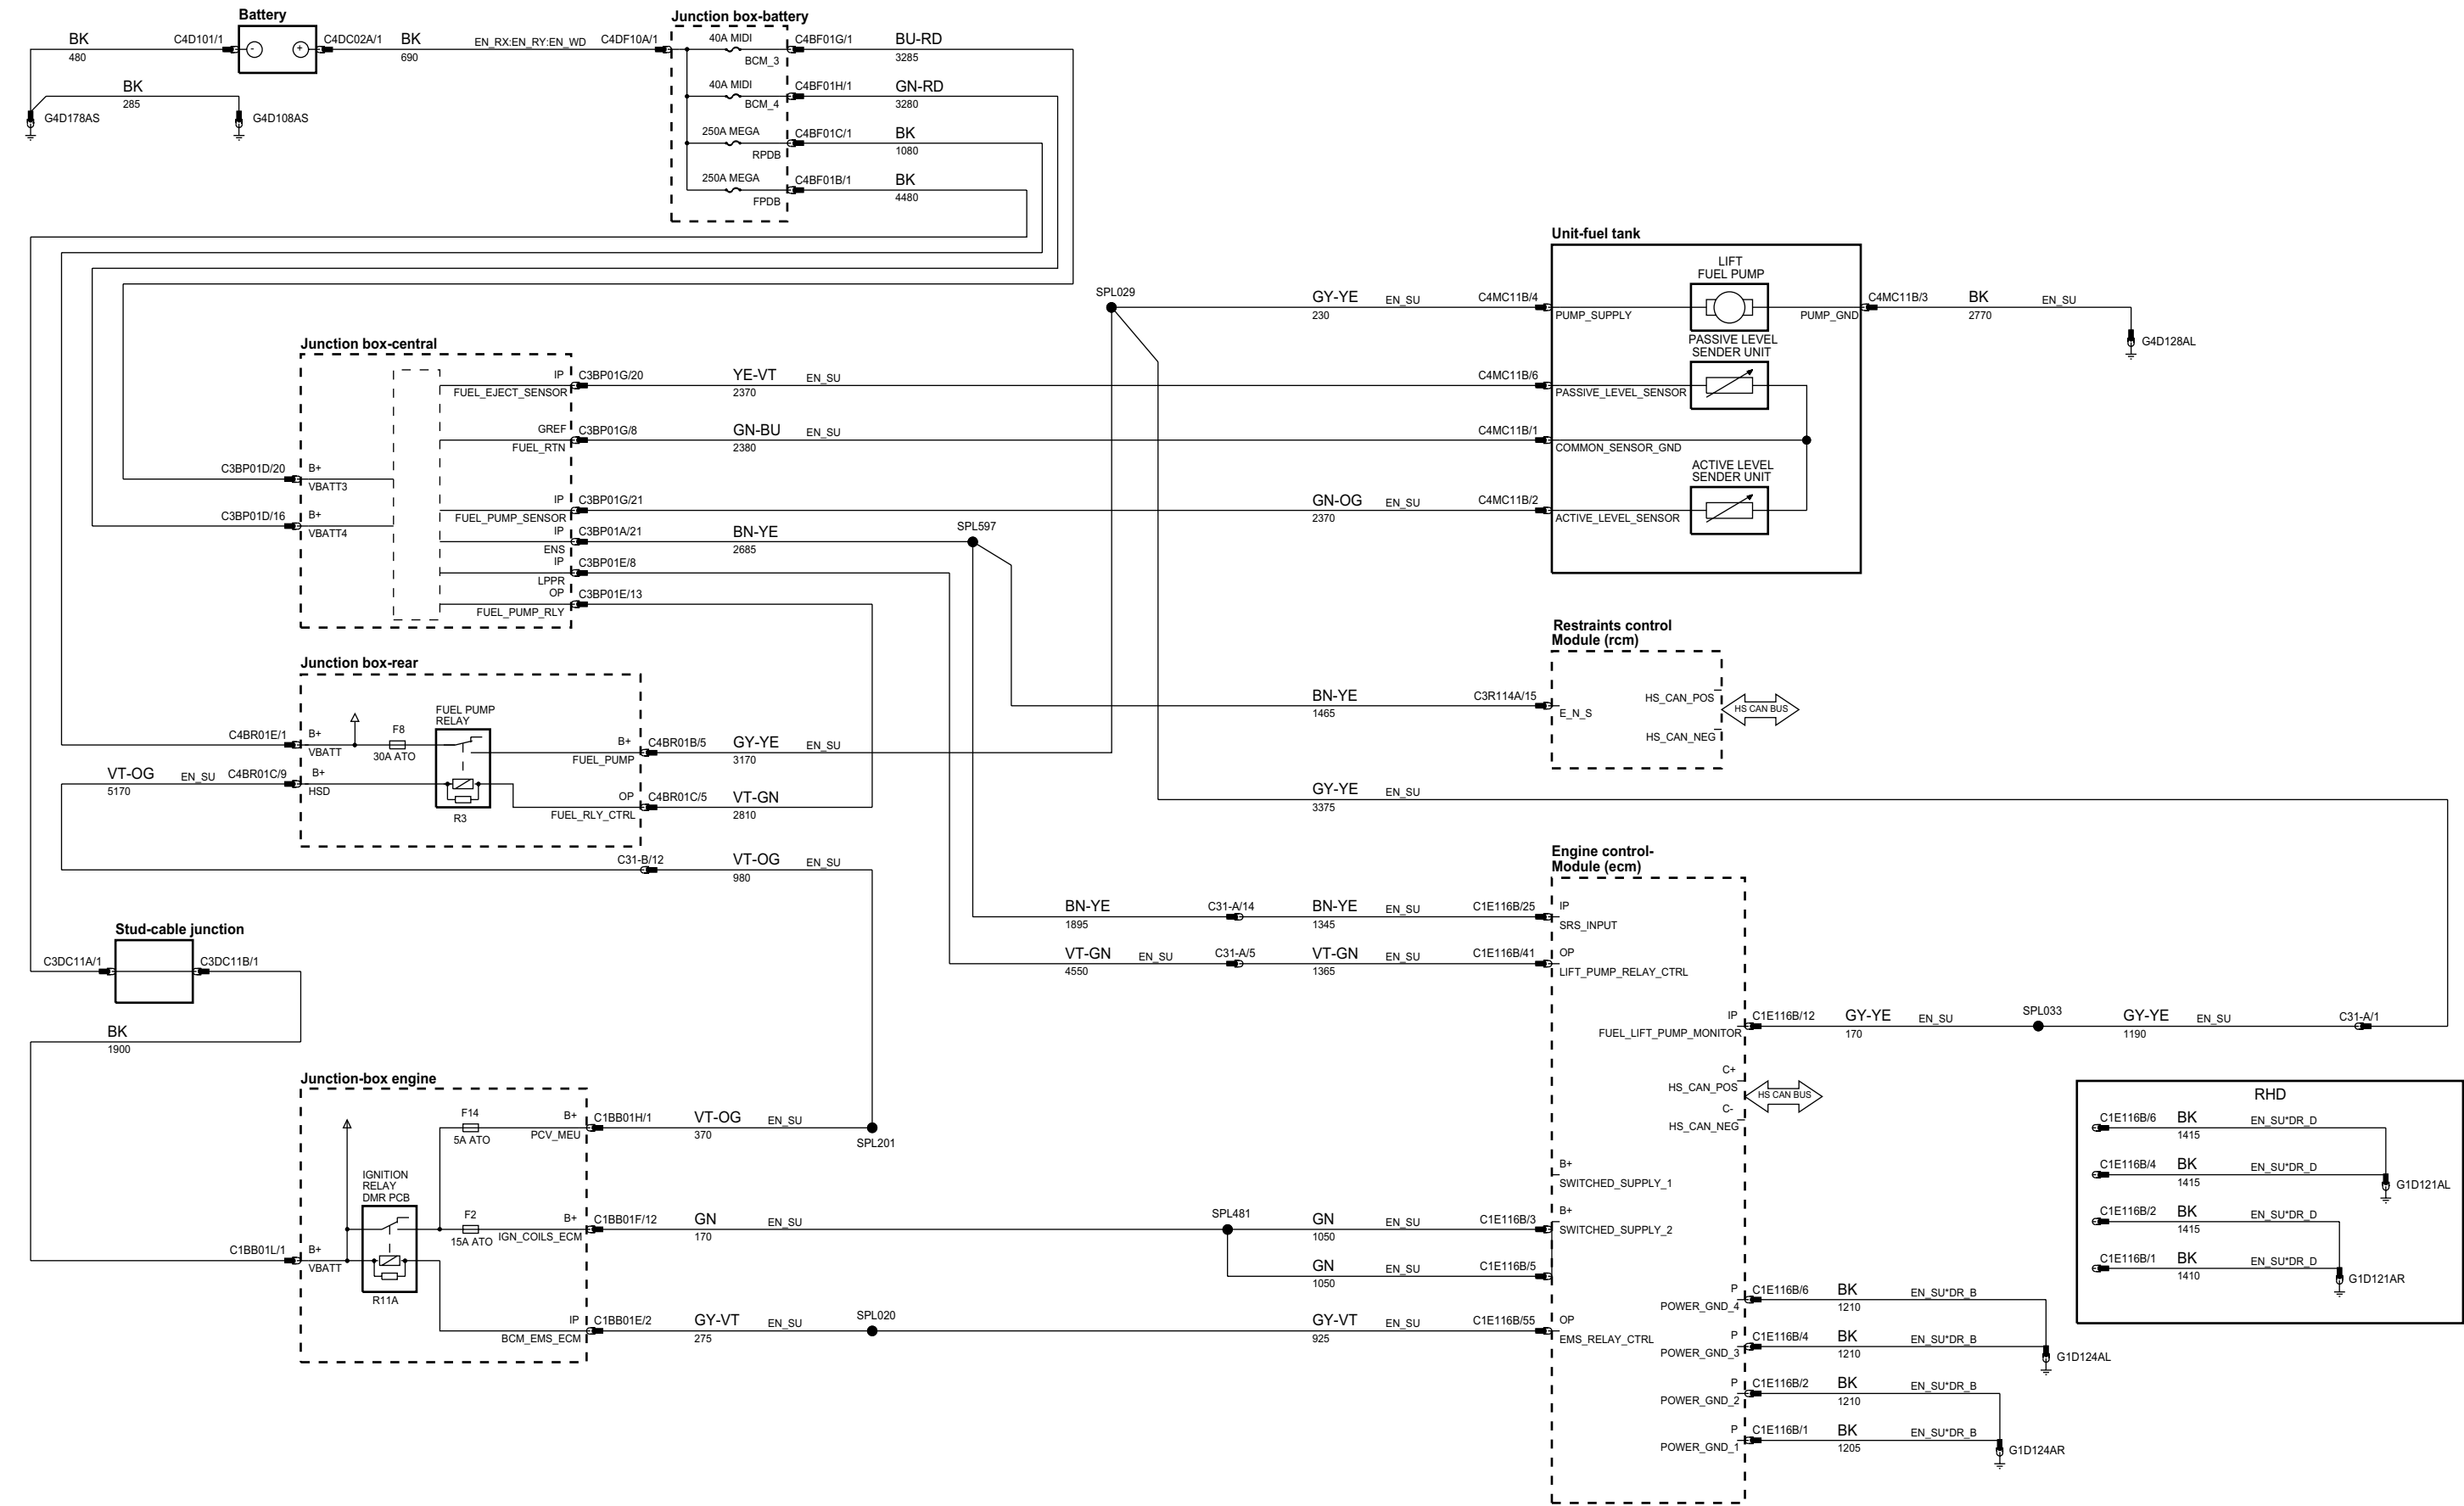 Battery
BK
480
C4D101/1
-
+
C4DC02A/1
BK
690
EN_RX:EN_RY:EN_WD
C4DF10A/1
BK
285
G4D178AS
G4D108AS
Junction box-battery
40A MIDI
BCM_3
C4BF01G/1
BU-RD
3285
40A MIDI
BCM_4
C4BF01H/1
GN-RD
3280
250A MEGA
RPDB
C4BF01C/1
BK
1080
250A MEGA
FPDB
C4BF01B/1
BK
4480
Unit-fuel tank
LIFT
FUEL PUMP
SPL029
GY-YE
230
EN_SU
C4MC11B/4
PUMP_SUPPLY
PUMP_GND
C4MC11B/3
BK
2770
EN_SU
G4D128AL
PASSIVE LEVEL
SENDER UNIT
C4MC11B/6
PASSIVE_LEVEL_SENSOR
C4MC11B/1
COMMON_SENSOR_GND
ACTIVE LEVEL
SENDER UNIT
GN-OG
2370
EN_SU
C4MC11B/2
ACTIVE_LEVEL_SENSOR
Junction box-central
IP
FUEL_EJECT_SENSOR
C3BP01G/20
YE-VT
2370
EN_SU
GREF
FUEL_RTN
C3BP01G/8
GN-BU
2380
EN_SU
C3BP01D/20
B+
VBATT3
C3BP01D/16
B+
VBATT4
IP
FUEL_PUMP_SENSOR
C3BP01G/21
IP
ENS
C3BP01A/21
BN-YE
2685
SPL597
IP
LPPR
C3BP01E/8
OP
FUEL_PUMP_RLY
C3BP01E/13
Restraints control
Module (rcm)
BN-YE
1465
C3R114A/15
E_N_S
HS_CAN_POS
HS CAN BUS
HS_CAN_NEG
Junction box-rear
C4BR01E/1
B+
VBATT
F8
30A ATO
FUEL PUMP
RELAY
R3
B+
FUEL_PUMP
C4BR01B/5
GY-YE
3170
EN_SU
VT-OG
5170
EN_SU
C4BR01C/9
B+
HSD
OP
FUEL_RLY_CTRL
C4BR01C/5
VT-GN
2810
GY-YE
3375
EN_SU
C31-B/12
VT-OG
980
EN_SU
Stud-cable junction
C3DC11A/1
C3DC11B/1
BK
1900
Engine control-
Module (ecm)
BN-YE
1895
C31-A/14
BN-YE
1345
EN_SU
C1E116B/25
IP
SRS_INPUT
VT-GN
4550
EN_SU
C31-A/5
VT-GN
1365
EN_SU
C1E116B/41
OP
LIFT_PUMP_RELAY_CTRL
IP
FUEL_LIFT_PUMP_MONITOR
C1E116B/12
GY-YE
170
EN_SU
SPL033
GY-YE
1190
EN_SU
C31-A/1
C+
HS_CAN_POS
HS CAN BUS
C-
HS_CAN_NEG
B+
SWITCHED_SUPPLY_1
B+
SWITCHED_SUPPLY_2
Junction-box engine
F14
5A ATO
B+
PCV_MEU
C1BB01H/1
VT-OG
370
EN_SU
SPL201
IGNITION
RELAY
DMR PCB
R11A
F2
15A ATO
B+
IGN_COILS_ECM
C1BB01F/12
GN
170
EN_SU
SPL481
GN
1050
EN_SU
C1E116B/3
GN
1050
EN_SU
C1E116B/5
C1BB01L/1
B+
VBATT
IP
BCM_EMS_ECM
C1BB01E/2
GY-VT
275
EN_SU
SPL020
GY-VT
925
EN_SU
C1E116B/55
OP
EMS_RELAY_CTRL
P
POWER_GND_4
C1E116B/6
BK
1210
EN_SU*DR_B
P
POWER_GND_3
C1E116B/4
BK
1210
EN_SU*DR_B
G1D124AL
P
POWER_GND_2
C1E116B/2
BK
1210
EN_SU*DR_B
P
POWER_GND_1
C1E116B/1
BK
1205
EN_SU*DR_B
G1D124AR
RHD
C1E116B/6
BK
1415
EN_SU*DR_D
C1E116B/4
BK
1415
EN_SU*DR_D
G1D121AL
C1E116B/2
BK
1415
EN_SU*DR_D
C1E116B/1
BK
1410
EN_SU*DR_D
G1D121AR